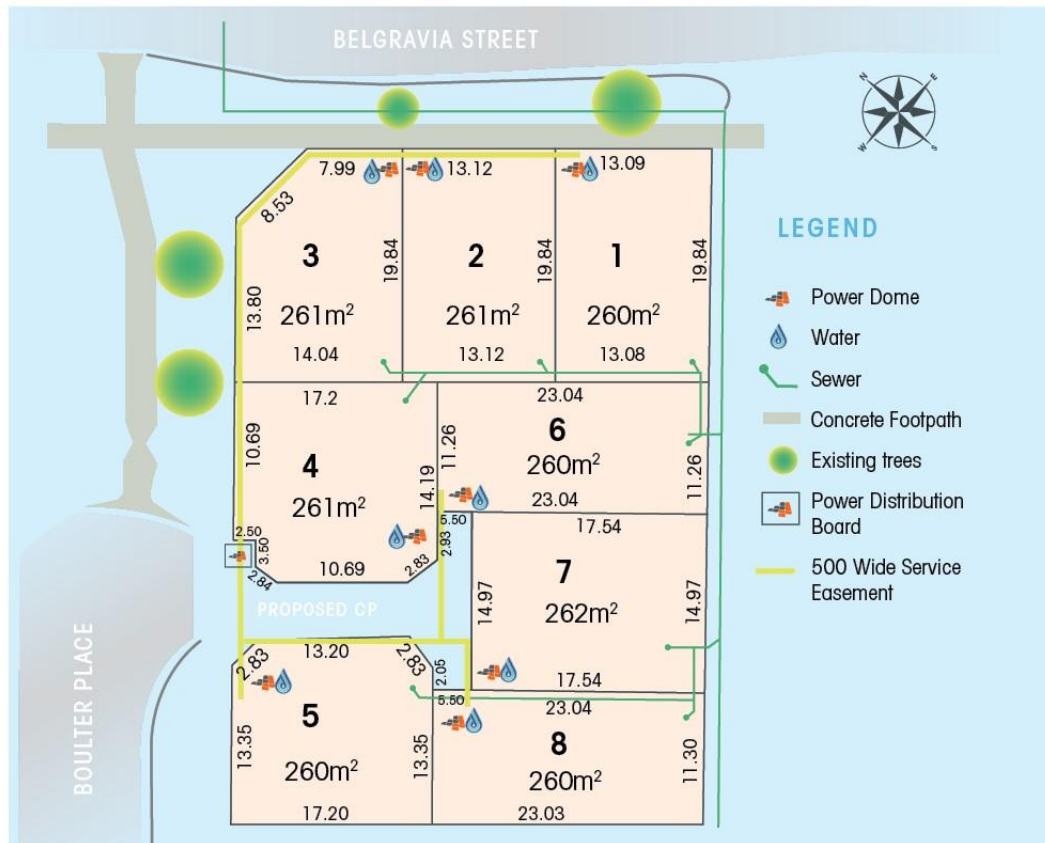 BELGRAVIA STREET
N
E
W
S
7.99
13.12
13.09
8.53
3
2
1
19.84
19.84
19.84
13.80
261m²
261m²
260m²
14.04
13.12
13.08
LEGEND
Power Dome
Water
Sewer
Concrete Footpath
Existing trees
Power Distribution
Board
500 Wide Service
Easement
17.2
23.04
10.69
4
14.19
11.26
6
260m²
11.26
261m²
23.04
2.50
3.50
2.84
10.69
2.83
5.50
2.93
17.54
7
14.97
262m²
14.97
17.54
PROPOSED CP
BOULTER PLACE
2.83
13.20
2.83
2.05
5
13.35
13.35
260m²
17.20
5.50
23.04
8
11.30
260m²
23.03